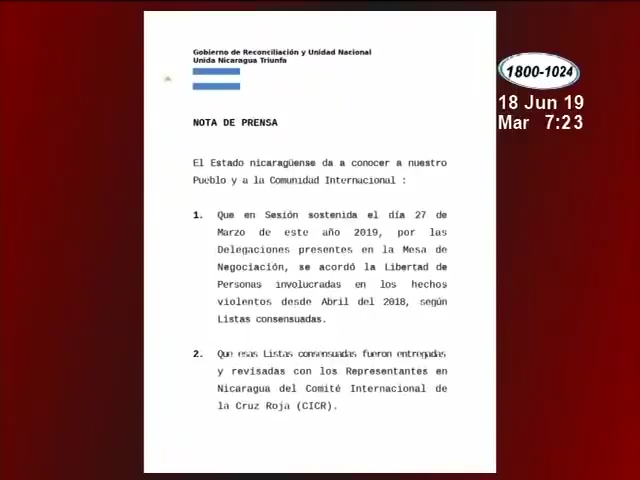 Gobierno de Reconciliación y Unidad Nacional
Unida Nicaragua Triunfa
NOTA DE PRENSA
El Estado nicaragüense da a conocer a nuestro
Pueblo y a la Comunidad Internacional :
1. Que en Sesión sostenida el día 27 de
Marzo de este año 2019, por las
Delegaciones presentes en la Mesa de
Negociación, se acordó la Libertad de
Personas involucradas en los hechos
violentos desde Abril del 2018, según
Listas consensuadas.
2. Que esas Listas consensuadas fueron entregadas
y revisadas con los Representantes en
Nicaragua del Comité Internacional de
la Cruz Roja (CICR).
1800-1024
18 Jun 19
Mar 7:23